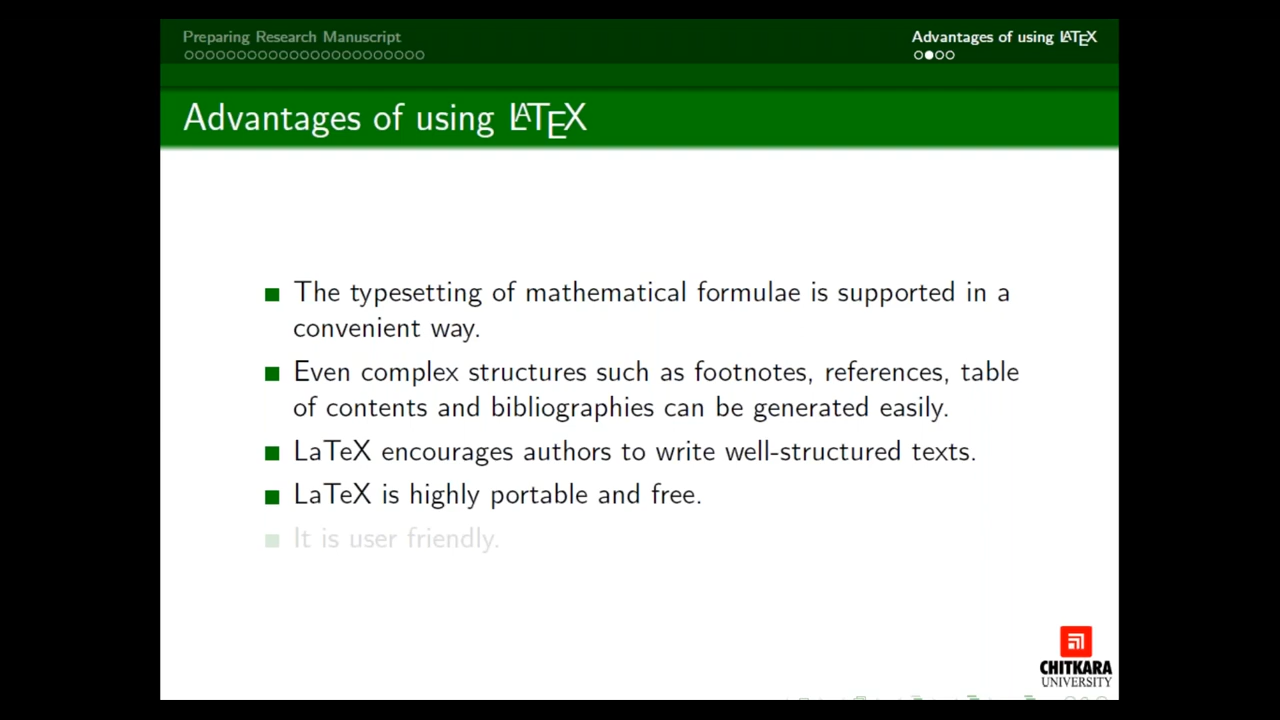 Preparing Research Manuscript
Advantages of using LATEX
Advantages of using LATEX
The typesetting of mathematical formulae is supported in a
convenient way.
Even complex structures such as footnotes, references, table
of contents and bibliographies can be generated easily.
LaTeX encourages authors to write well-structured texts.
LaTeX is highly portable and free.
It is user friendly.
CHITKARA
UNIVERSITY